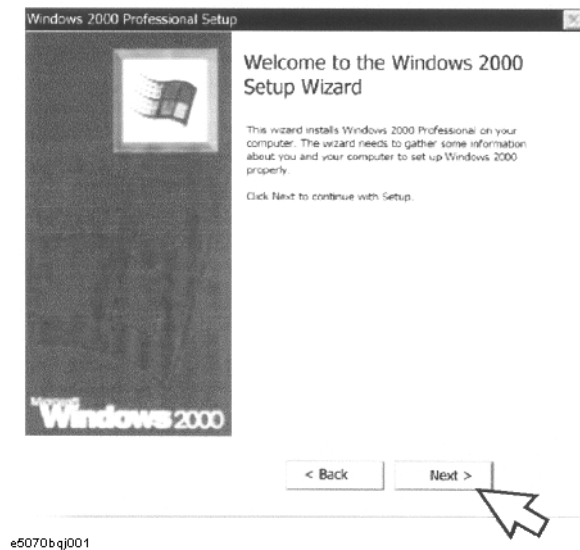 Windows 2000 Professional Setup
Welcome to the Windows 2000
Setup Wizard
This wizard installs Windows 2000 Professional on your
computer. The wizard needs to gather some information
about you and your computer to set up Windows 2000
properly.
Click Next to continue with Setup.
Microsoft
Windows 2000
< Back
Next >
e5070bqj001